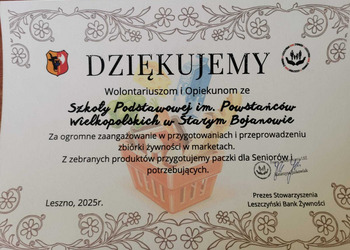 DZIĘKUJEMY
Wolontariuszom i Opiekunom ze
Szkoły Podstawowej im. Powstańców
Wielkopolskich w Starym Bojanowie
Za ogromne zaangażowanie w przygotowaniach i przeprowadzeniu
zbiórki żywności w marketach.
Z zebranych produktów przygotujemy paczki dla Seniorów i
potrzebujących.
Leszno, 2025r.
Prezes Stowarzyszenia
Leszczyński Bank Żywności